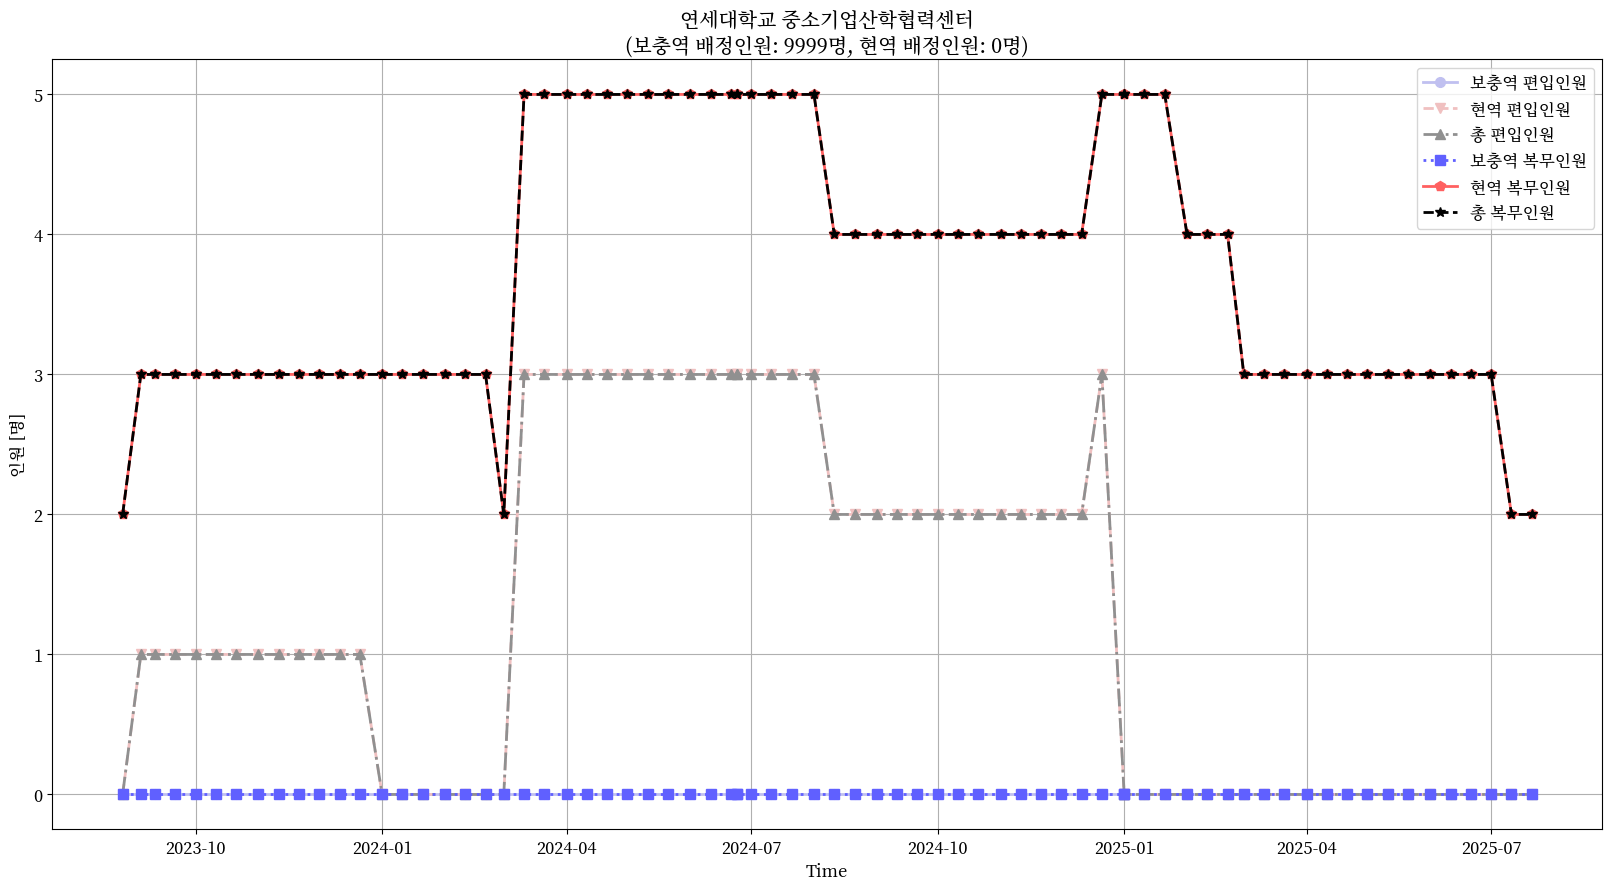 연세대학교 중소기업산학협력센터
(보충역 배정인원: 9999명, 현역 배정인원: 0명)
보충역 편입인원
현역 편입인원
총 편입인원
보충역 복무인원
현역 복무인원
총 복무인원
인원 [명]
5
4
3
2
1
0
2023-10
2024-01
2024-04
2024-07
2024-10
2025-01
2025-04
2025-07
Time